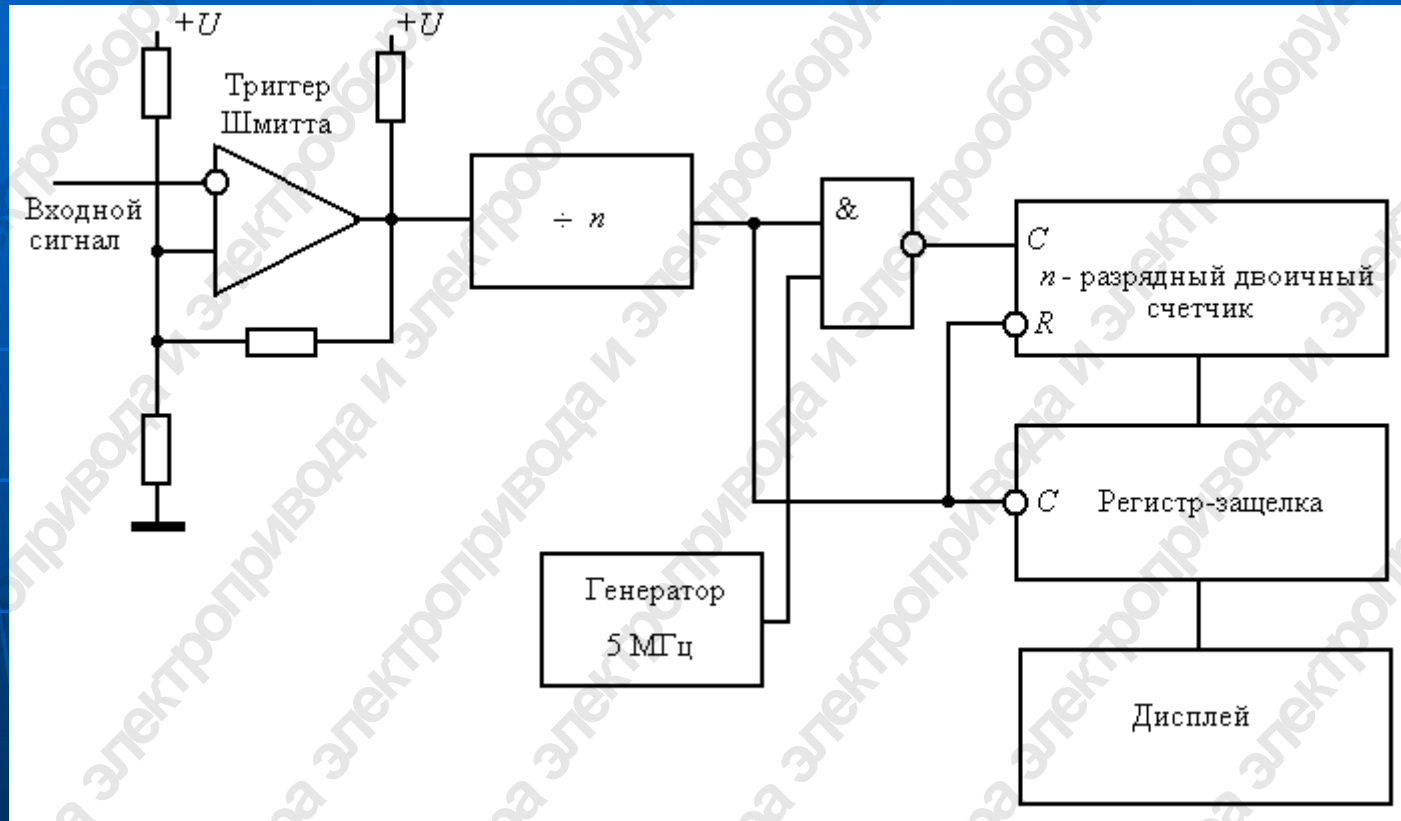 +U
+U
Триггер
Шмитта
Входной
сигнал
÷ n
&
C
n - разрядный двоичный
счетчик
R
C Регистр-защелка
Генератор
5 МГц
Дисплей